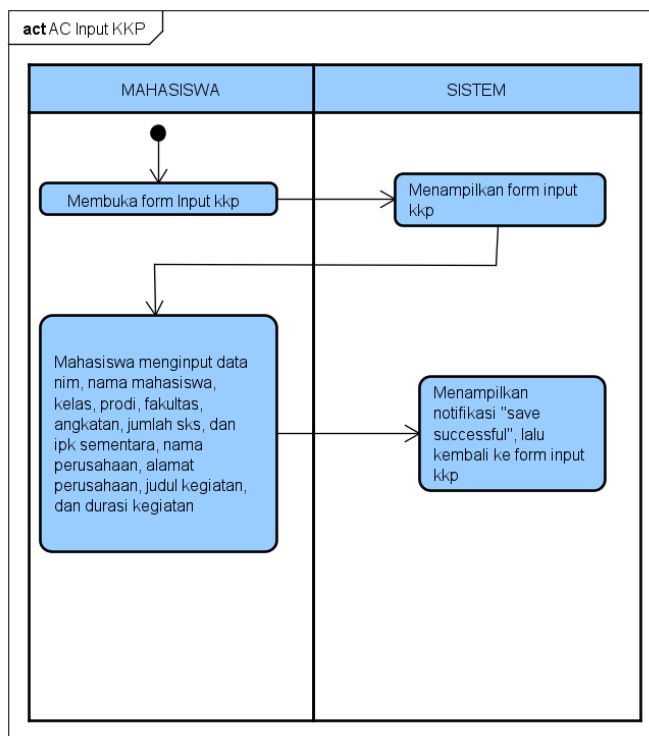 act AC Input KKP
MAHASISWA
SISTEM
Membuka form Input kkp
Menampilkan form input
kkp
Mahasiswa menginput data
nim, nama mahasiswa,
kelas, prodi, fakultas,
angkatan, jumlah sks, dan
ipk sementara, nama
perusahaan, alamat
perusahaan, judul kegiatan,
dan durasi kegiatan
Menampilkan
notifikasi "save
successful", lalu
kembali ke form input
kkp